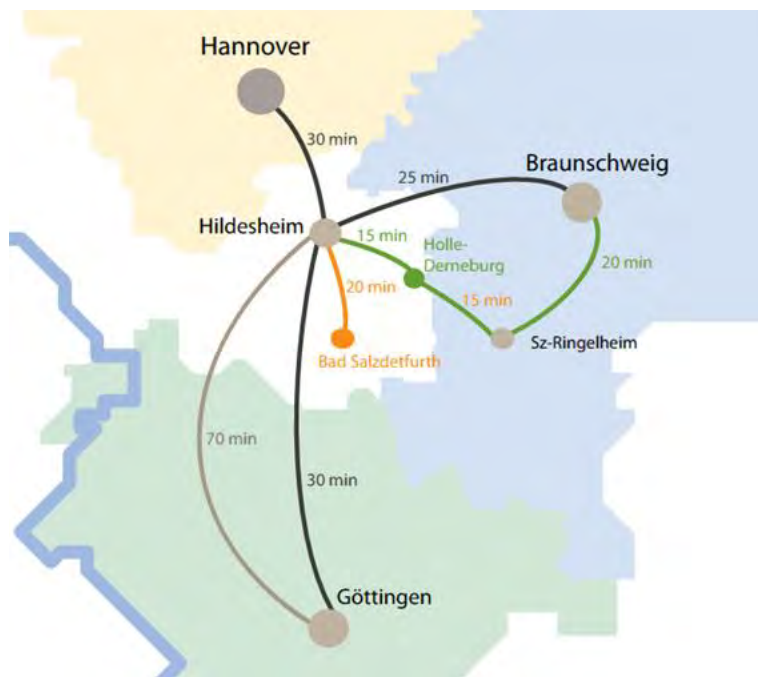 Hannover
30 min
Braunschweig
25 min
Hildesheim
15 min
Holle-
Derneburg
20 min
20 min
15 min
Sz-Ringelheim
Bad Salzdetfurth
70 min
30 min
Göttingen